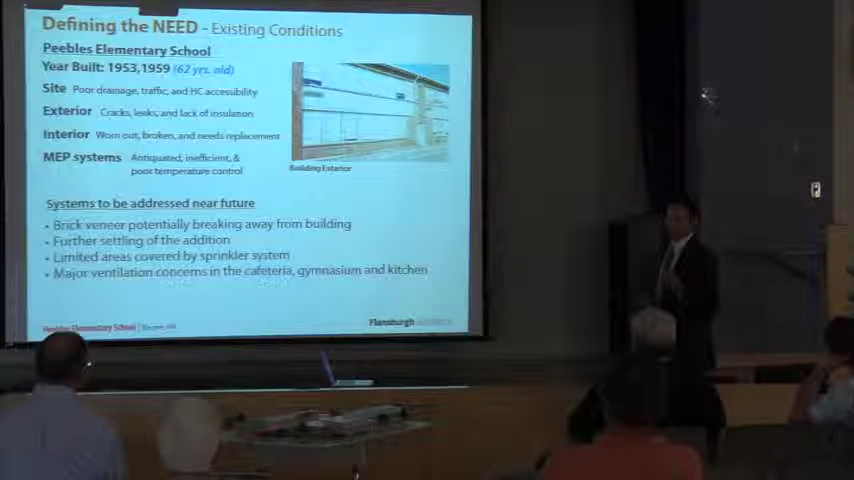 Defining the NEED - Existing Conditions
Peebles Elementary School
Year Built: 1953,1959 (62 yrs. old)
Site Poor drainage, traffic, and HC accessibility
Exterior Cracks, leaks, and lack of insulation
Interior Worn out, broken, and needs replacement
MEP systems Antiquated, inefficient, &
poor temperature control
Building Exterior
Systems to be addressed near future
• Brick veneer potentially breaking away from building
• Further settling of the addition
• Limited areas covered by sprinkler system
• Major ventilation concerns in the cafeteria, gymnasium and kitchen
Peebles Elementary School | Bourne, MA
Flansburgh